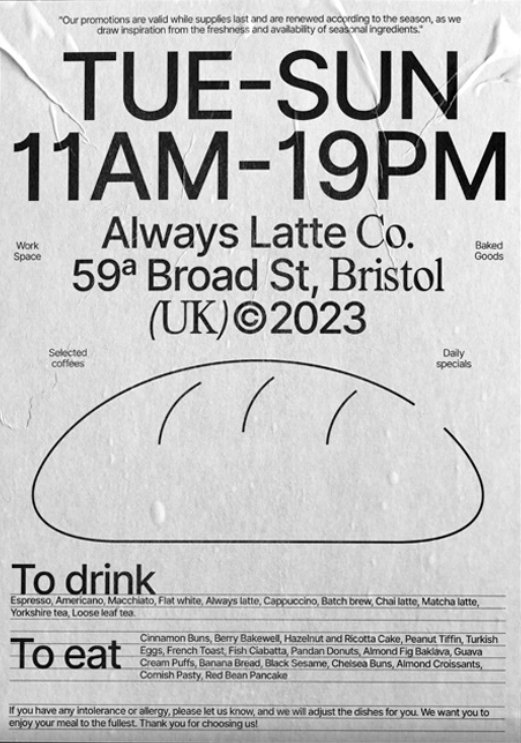 "Our promotions are valid while supplies last and are renewed according to the season, as we
draw inspiration from the freshness and availability of seasonal ingredients."
TUE-SUN
11AM-19PM
Always Latte Co.
59ª Broad St, Bristol
(UK)©2023
Work
Space
Baked
Goods
Selected
coffees
Daily
specials
To drink
Espresso, Americano, Macchiato, Flat white, Always latte, Cappuccino, Batch brew, Chai latte, Matcha latte,
Yorkshire tea, Loose leaf tea.
To eat
Cinnamon Buns, Berry Bakewell, Hazelnut and Ricotta Cake, Peanut Tiffin, Turkish
Eggs, French Toast, Fish Ciabatta, Pandan Donuts, Almond Fig Baklava, Guava
Cream Puffs, Banana Bread, Black Sesame, Chelsea Buns, Almond Croissants,
Cornish Pasty, Red Bean Pancake
If you have any intolerance or allergy, please let us know, and we will adjust the dishes for you. We want you to
enjoy your meal to the fullest. Thank you for choosing us!